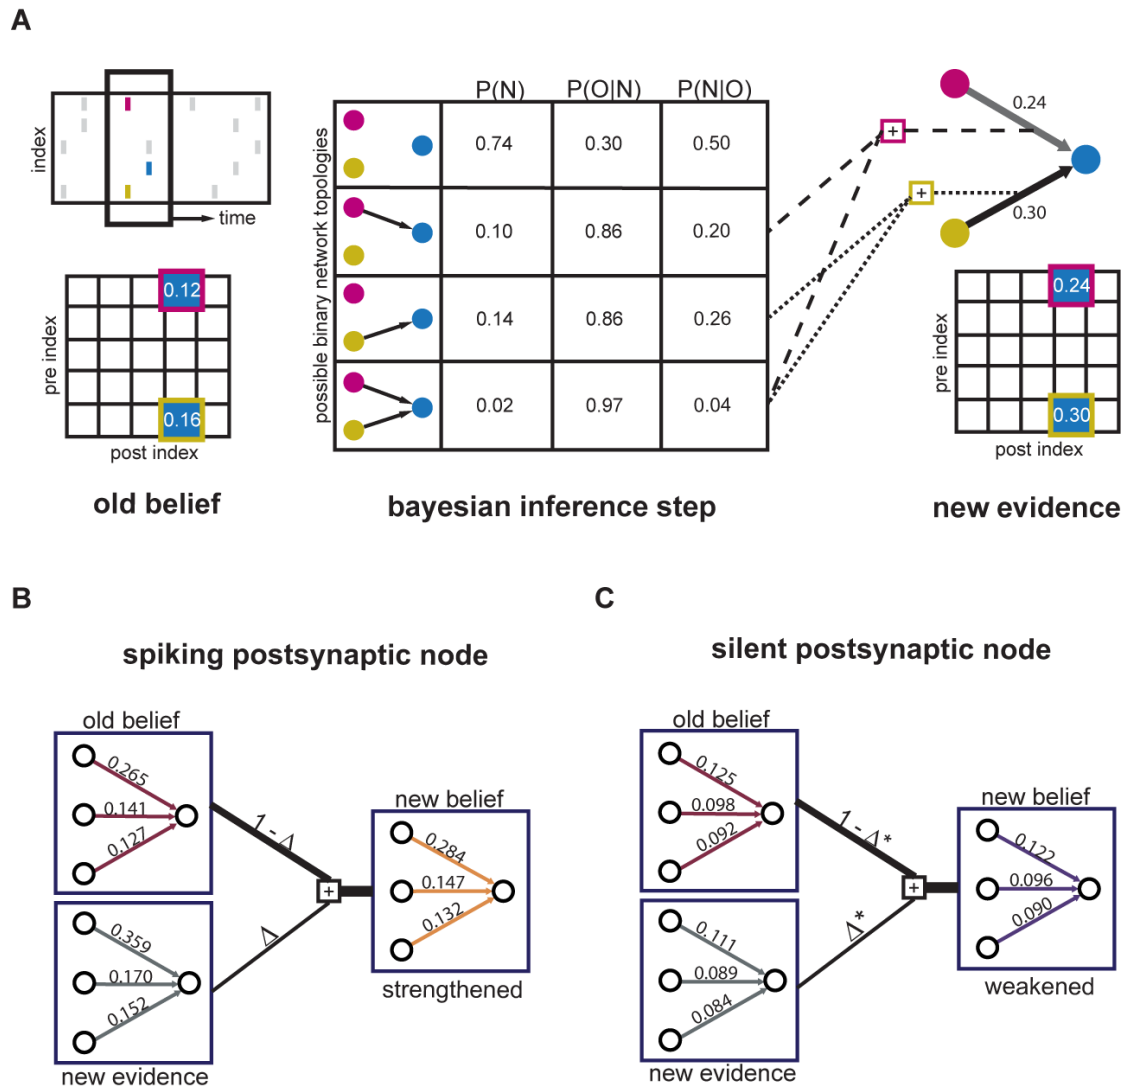 A
index
time
0.12
0.16
pre index
post index
old belief
P(N) P(O|N) P(N|O)
possible binary network topologies
0.74 0.30 0.50
0.10 0.86 0.20
0.14 0.86 0.26
0.02 0.97 0.04
bayesian inference step
+
+
0.24
0.30
0.24
0.30
pre index
post index
new evidence
B
spiking postsynaptic node
old belief
0.265
0.141
0.127
1 - Δ
+
Δ
new belief
0.284
0.147
0.132
strengthened
0.359
0.170
0.152
new evidence
C
silent postsynaptic node
old belief
0.125
0.098
0.092
1 - Δ*
+
Δ*
new belief
0.122
0.096
0.090
weakened
0.111
0.089
0.084
new evidence